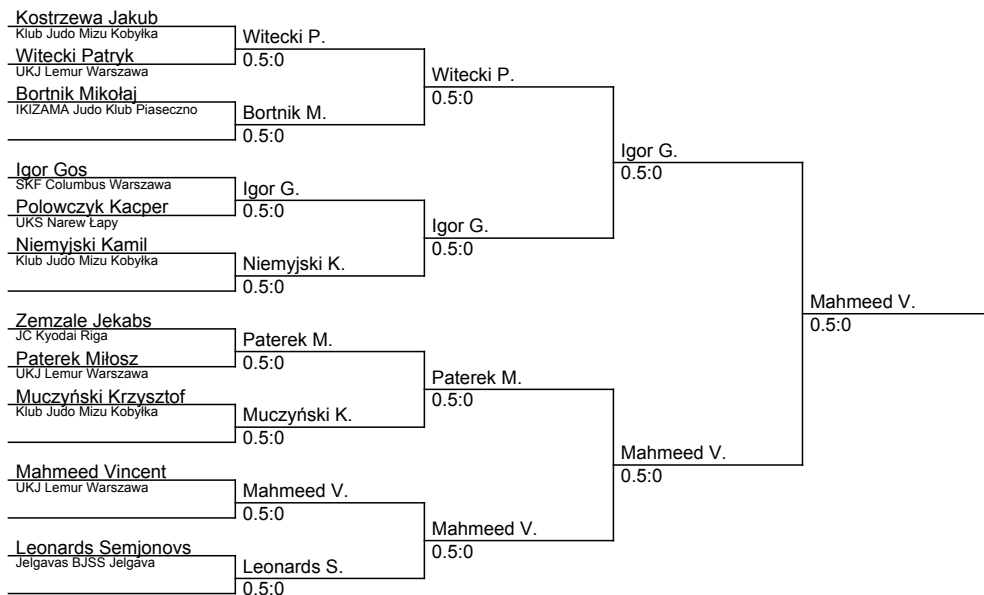 Kostrzewa Jakub
Klub Judo Mizu Kobyłka
Witecki Patryk
UKJ Lemur Warszawa
Bortnik Mikołaj
IKIZAMA Judo Klub Piaseczno
Igor Gos
SKF Columbus Warszawa
Polowczyk Kacper
UKS Narew Łapy
Niemyjski Kamil
Klub Judo Mizu Kobyłka
Zemzale Jekabs
JC Kyodai Riga
Paterek Miłosz
UKJ Lemur Warszawa
Muczyński Krzysztof
Klub Judo Mizu Kobyłka
Mahmeed Vincent
UKJ Lemur Warszawa
Leonards Semjonovs
Jelgavas BJSS Jelgava
Witecki P.
0.5:0
Bortnik M.
0.5:0
Igor G.
0.5:0
Niemyjski K.
0.5:0
Paterek M.
0.5:0
Muczyński K.
0.5:0
Mahmeed V.
0.5:0
Leonards S.
0.5:0
Witecki P.
0.5:0
Igor G.
0.5:0
Paterek M.
0.5:0
Mahmeed V.
0.5:0
Igor G.
0.5:0
Mahmeed V.
0.5:0
Mahmeed V.
0.5:0